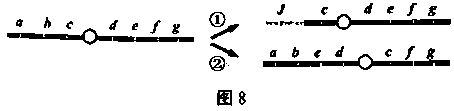 a b c d e f g
①
J c d e f g
②
a b e d c f g
图 8